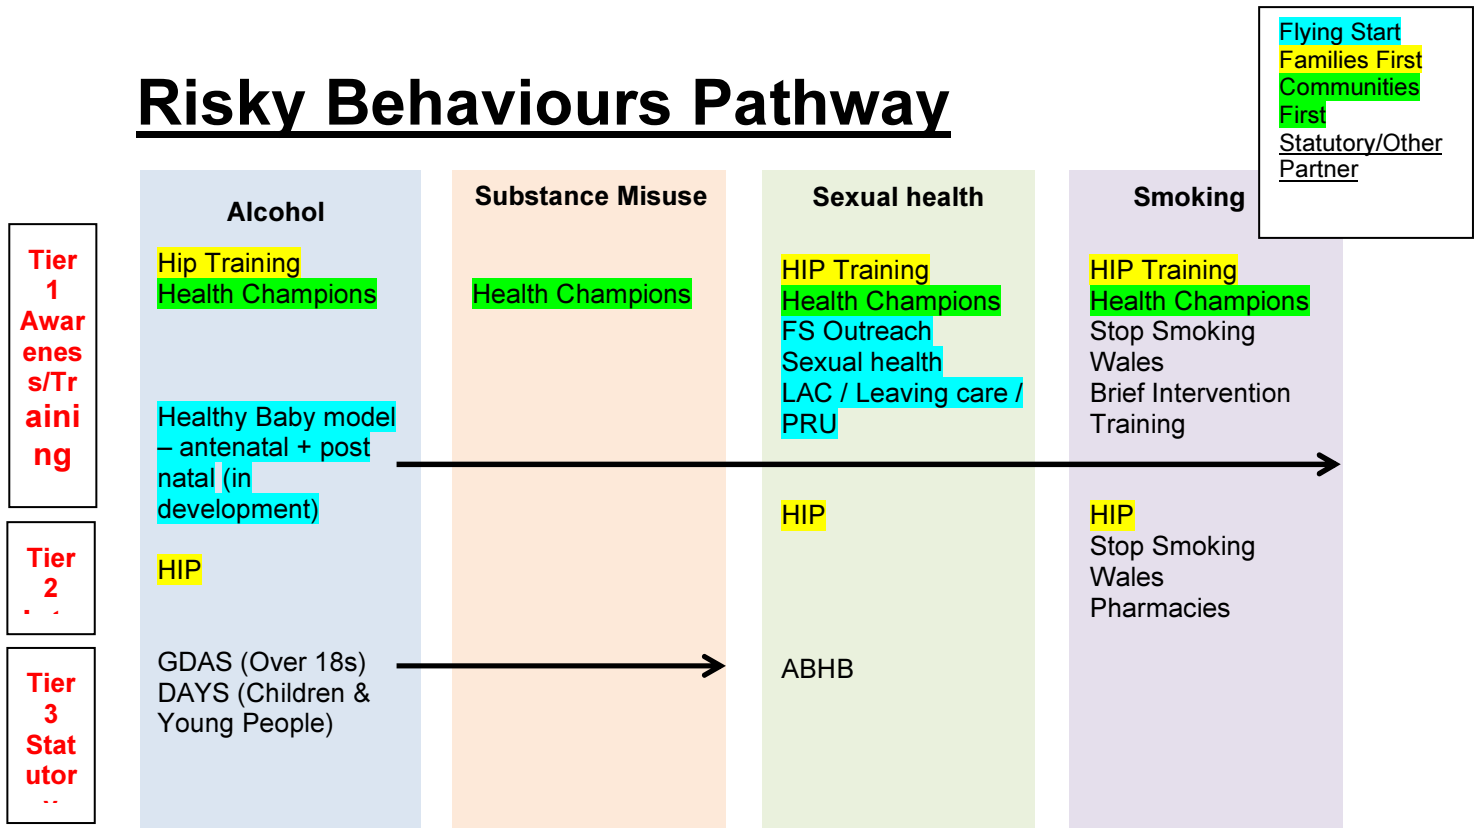 Flying Start
Families First
Communities
First
Statutory/Other
Partner
Risky Behaviours Pathway
Tier
1
Awar
enes
s/Tr
aini
ng
Tier
2
Tier
3
Stat
utor
Alcohol
Hip Training
Health Champions
Healthy Baby model
– antenatal + post
natal (in
development)
HIP
GDAS (Over 18s)
DAYS (Children &
Young People)
Substance Misuse
Health Champions
Sexual health
HIP Training
Health Champions
FS Outreach
Sexual health
LAC / Leaving care /
PRU
HIP
ABHB
Smoking
HIP Training
Health Champions
Stop Smoking
Wales
Brief Intervention
Training
HIP
Stop Smoking
Wales
Pharmacies